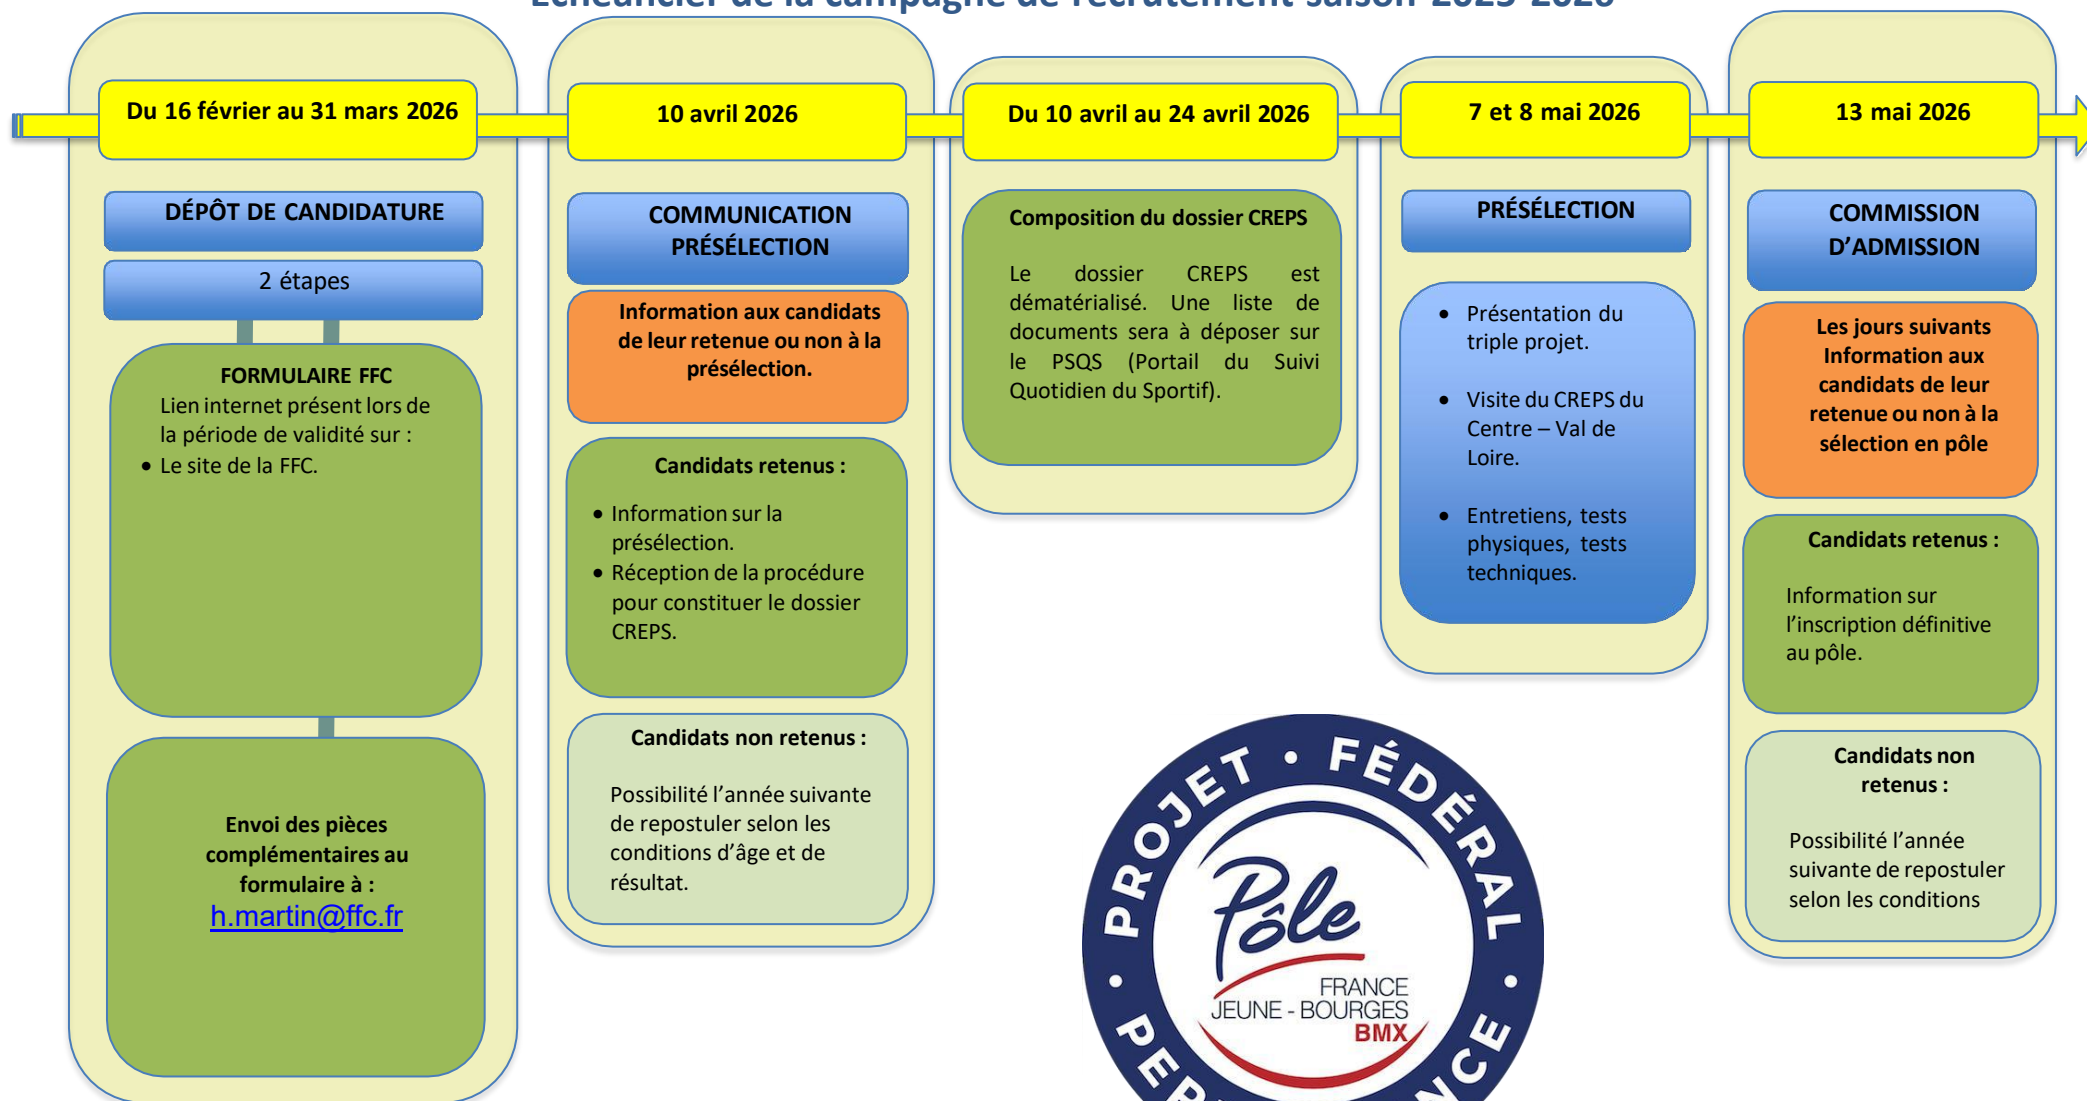 Echéancier de la campagne de recrutement saison 2025-2026
Du 16 février au 31 mars 2026
DÉPÔT DE CANDIDATURE
2 étapes
FORMULAIRE FFC
Lien internet présent lors de
la période de validité sur :
• Le site de la FFC.
Envoi des pièces
complémentaires au
formulaire à :
h.martin@ffc.fr
10 avril 2026
COMMUNICATION
PRÉSÉLECTION
Information aux candidats
de leur retenue ou non à la
présélection.
Candidats retenus :
• Information sur la
présélection.
• Réception de la procédure
pour constituer le dossier
CREPS.
Candidats non retenus :
Possibilité l’année suivante
de repostuler selon les
conditions d’âge et de
résultat.
Du 10 avril au 24 avril 2026
Composition du dossier CREPS
Le dossier CREPS est
dématérialisé. Une liste de
documents sera à déposer sur
le PSQS (Portail du Suivi
Quotidien du Sportif).
7 et 8 mai 2026
PRÉSÉLECTION
• Présentation du
triple projet.
• Visite du CREPS du
Centre – Val de
Loire.
• Entretiens, tests
physiques, tests
techniques.
13 mai 2026
COMMISSION
D’ADMISSION
Les jours suivants
Information aux
candidats de leur
retenue ou non à la
sélection en pôle
Candidats retenus :
Information sur
l’inscription définitive
au pôle.
Candidats non
retenus :
Possibilité l’année
suivante de repostuler
selon les conditions
PROJET • FÉDÉRAL
Pôle
FRANCE
JEUNE - BOURGES
BMX